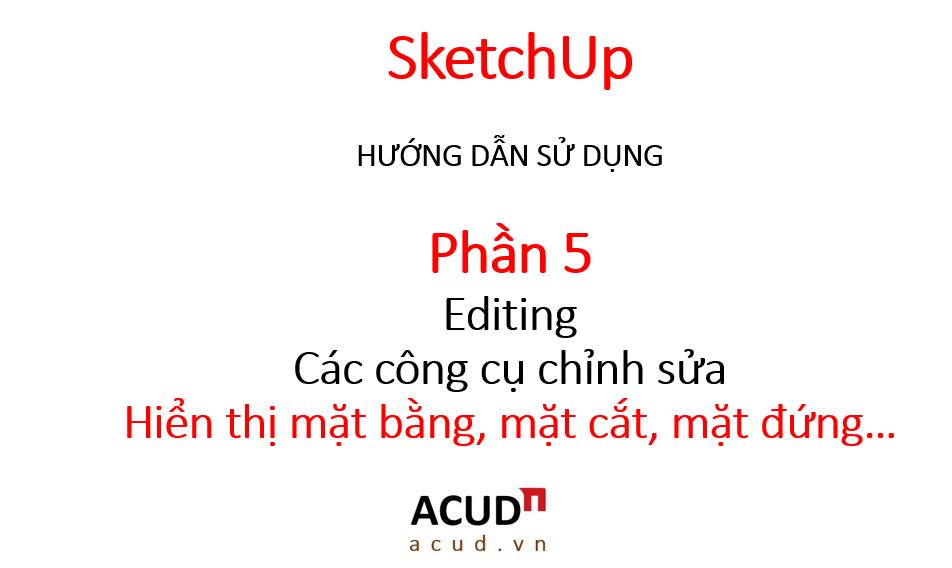 SketchUp
HƯỚNG DẪN SỬ DỤNG
Phần 5
Editing
Các công cụ chỉnh sửa
Hiển thị mặt bằng, mặt cắt, mặt đứng...
ACUD
acud.vn